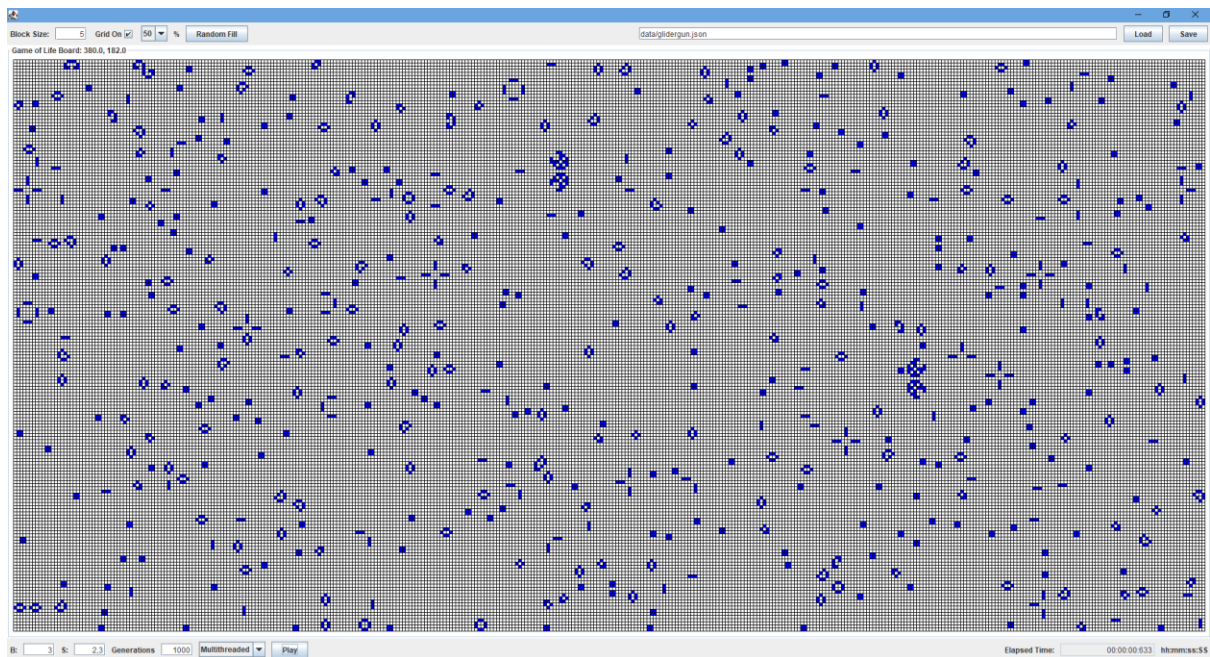 Block Size: 5 Grid On 50 % Random Fill data/glidergun.json Load Save
Game of Life Board: 380.0, 182.0
B: 3 S: 2,3 Generations 1000 Multithreaded Play Elapsed Time: 00:00:00:633 hh:mm:ss:SS